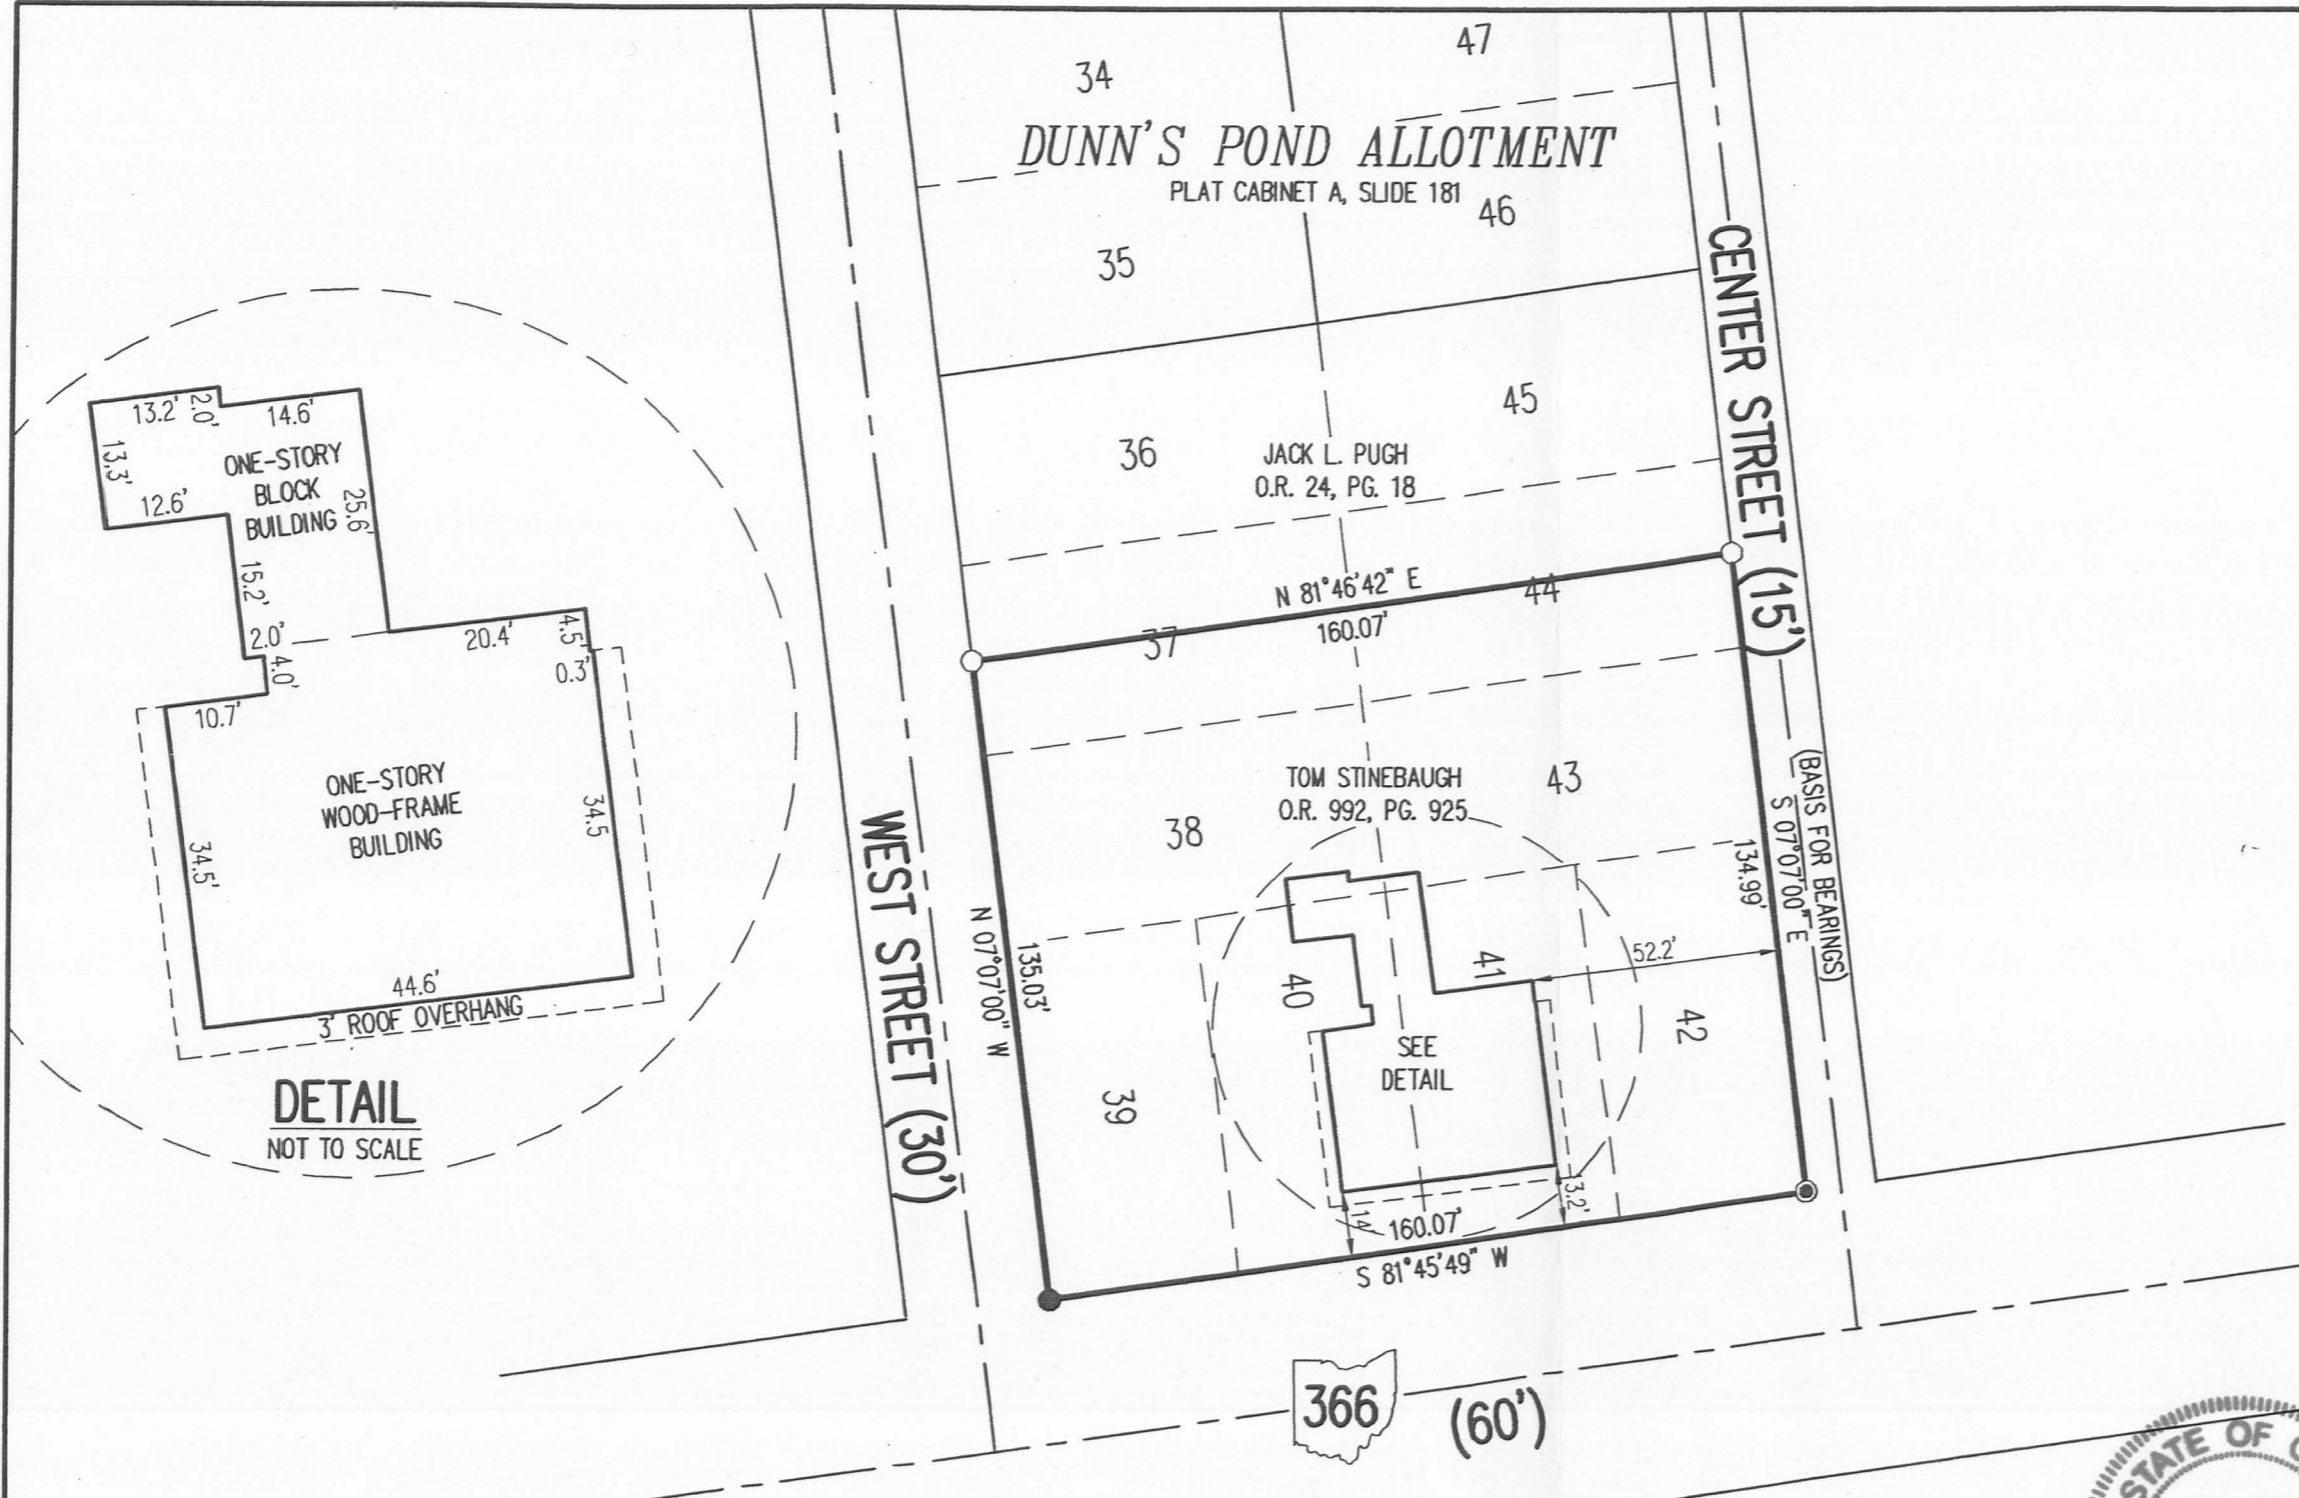 47
34
DUNN'S POND ALLOTMENT
PLAT CABINET A, SLIDE 181
46
35
CENTER STREET (15')
45
36
JACK L. PUGH
O.R. 24, PG. 18
13.2'
2.0'
14.6'
13.3'
ONE-STORY
BLOCK
BUILDING
12.6'
25.6'
15.2'
2.0'
4.0'
20.4'
4.5'
0.3'
10.7'
ONE-STORY
WOOD-FRAME
BUILDING
34.5'
34.5
44.6'
3' ROOF OVERHANG
DETAIL
NOT TO SCALE
N 81°46'42" E
160.07'
44
37
TOM STINEBAUGH
O.R. 992, PG. 925
43
38
WEST STREET (30')
N 07°07'00" W
135.03'
134.99'
S 07°07'00" E
(BASIS FOR BEARINGS)
52.2'
41
40
42
39
SEE
DETAIL
14'
13.2'
160.07'
S 81°45'49" W
366
(60')
STATE OF